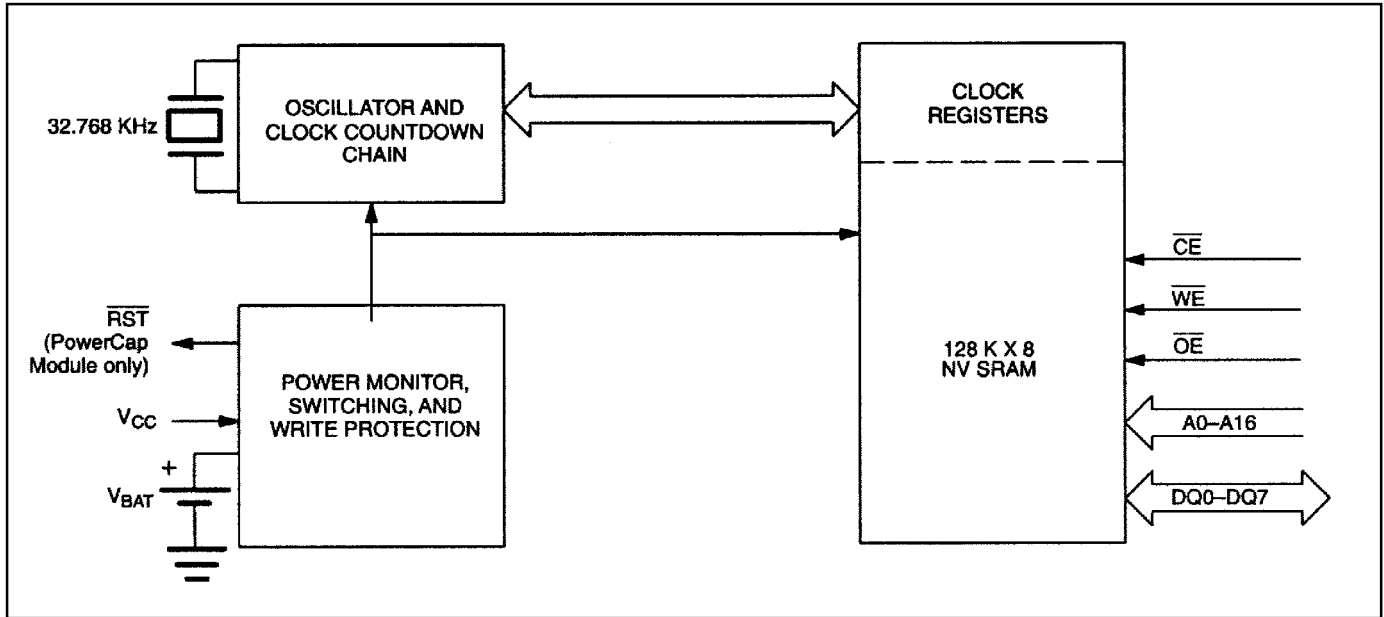 32.768 KHz
OSCILLATOR AND
CLOCK COUNTDOWN
CHAIN
CLOCK
REGISTERS
RST
(PowerCap
Module only)
VCC
+
VBAT
POWER MONITOR,
SWITCHING, AND
WRITE PROTECTION
128 K X 8
NV SRAM
CE
WE
OE
A0–A16
DQ0–DQ7